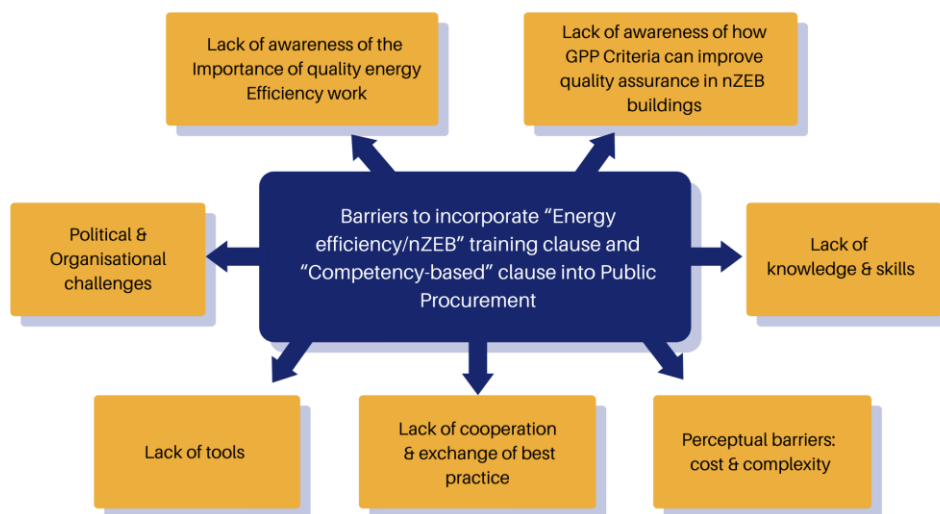 Lack of awareness of the
Importance of quality energy
Efficiency work
Lack of awareness of how
GPP Criteria can improve
quality assurance in nZEB
buildings
Barriers to incorporate “Energy
efficiency/nZEB” training clause and
“Competency-based” clause into Public
Procurement
Political &
Organisational
challenges
Lack of
knowledge & skills
Lack of tools
Lack of cooperation
& exchange of best
practice
Perceptual barriers:
cost & complexity